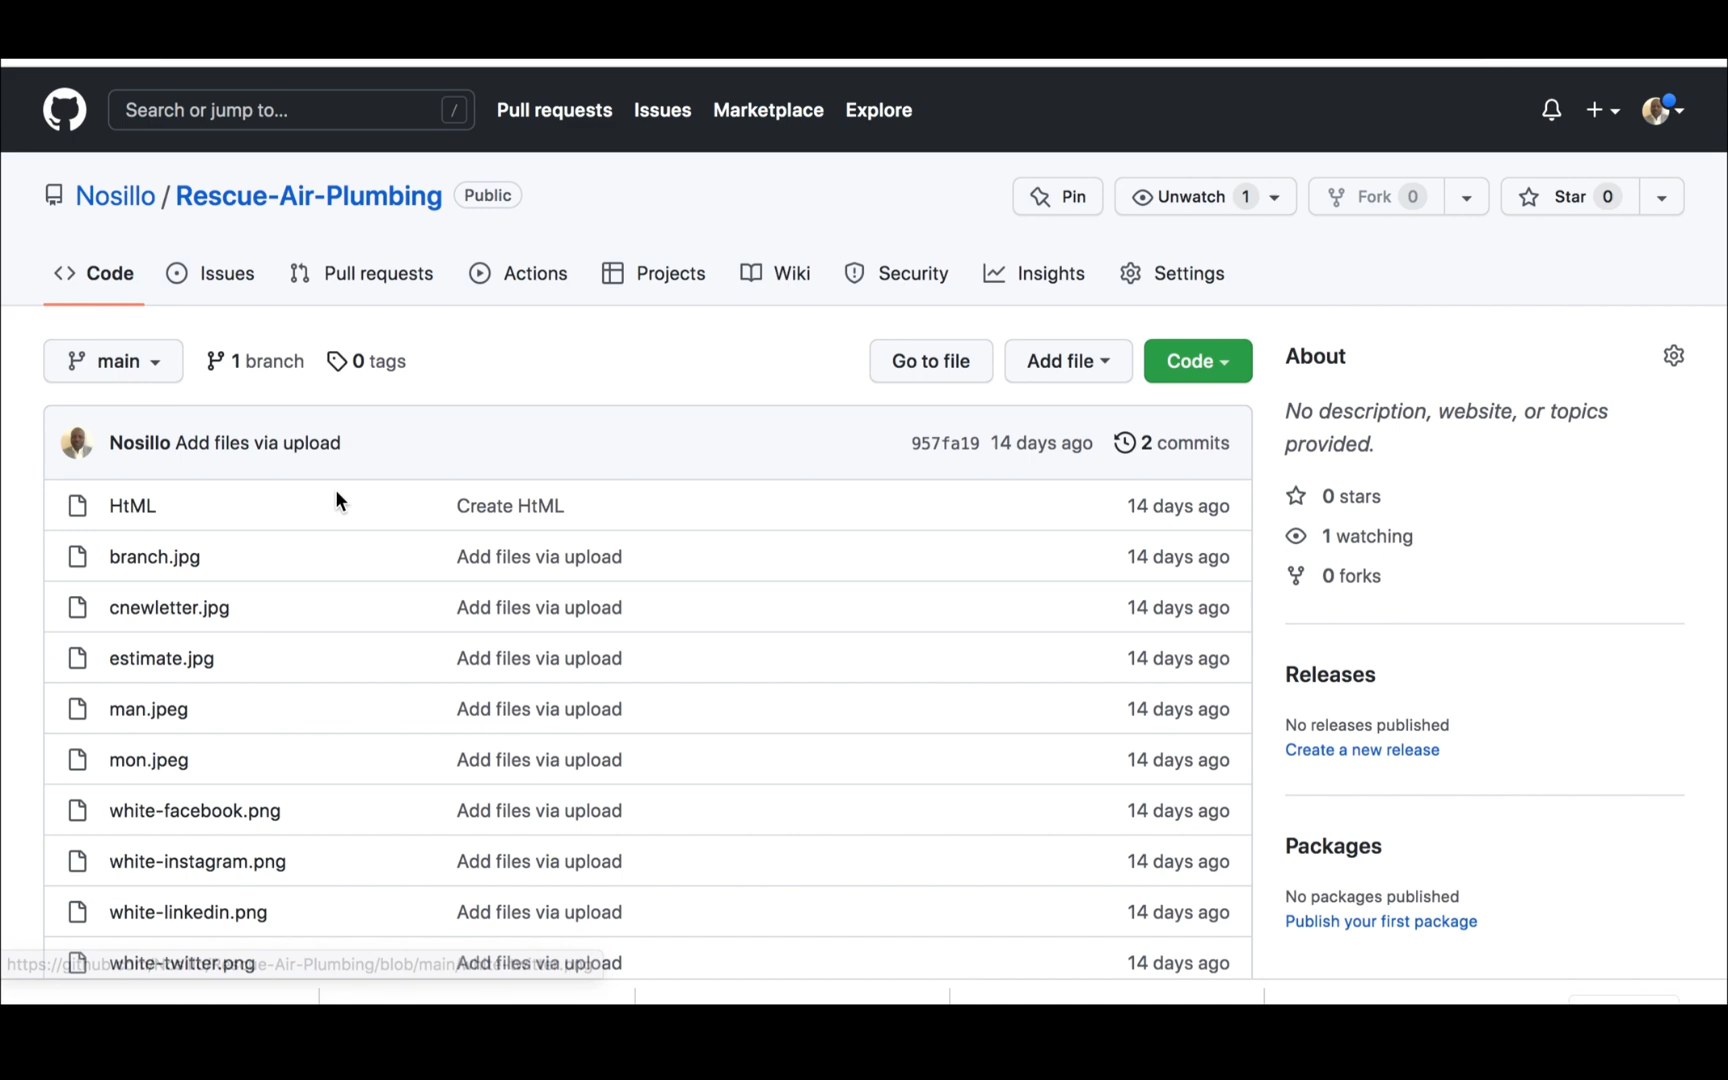 Search or jump to... / Pull requests Issues Marketplace Explore +
Nosillo / Rescue-Air-Plumbing Public Pin Unwatch 1 Fork 0 Star 0
Code Issues Pull requests Actions Projects Wiki Security Insights Settings
main 1 branch 0 tags Go to file Add file Code
Nosillo Add files via upload 957fa19 14 days ago 2 commits
HtML Create HtML 14 days ago
branch.jpg Add files via upload 14 days ago
cnewletter.jpg Add files via upload 14 days ago
estimate.jpg Add files via upload 14 days ago
man.jpeg Add files via upload 14 days ago
mon.jpeg Add files via upload 14 days ago
white-facebook.png Add files via upload 14 days ago
white-instagram.png Add files via upload 14 days ago
white-linkedin.png Add files via upload 14 days ago
white-twitter.png Add files via upload 14 days ago
About
No description, website, or topics
provided.
0 stars
1 watching
0 forks
Releases
No releases published
Create a new release
Packages
No packages published
Publish your first package